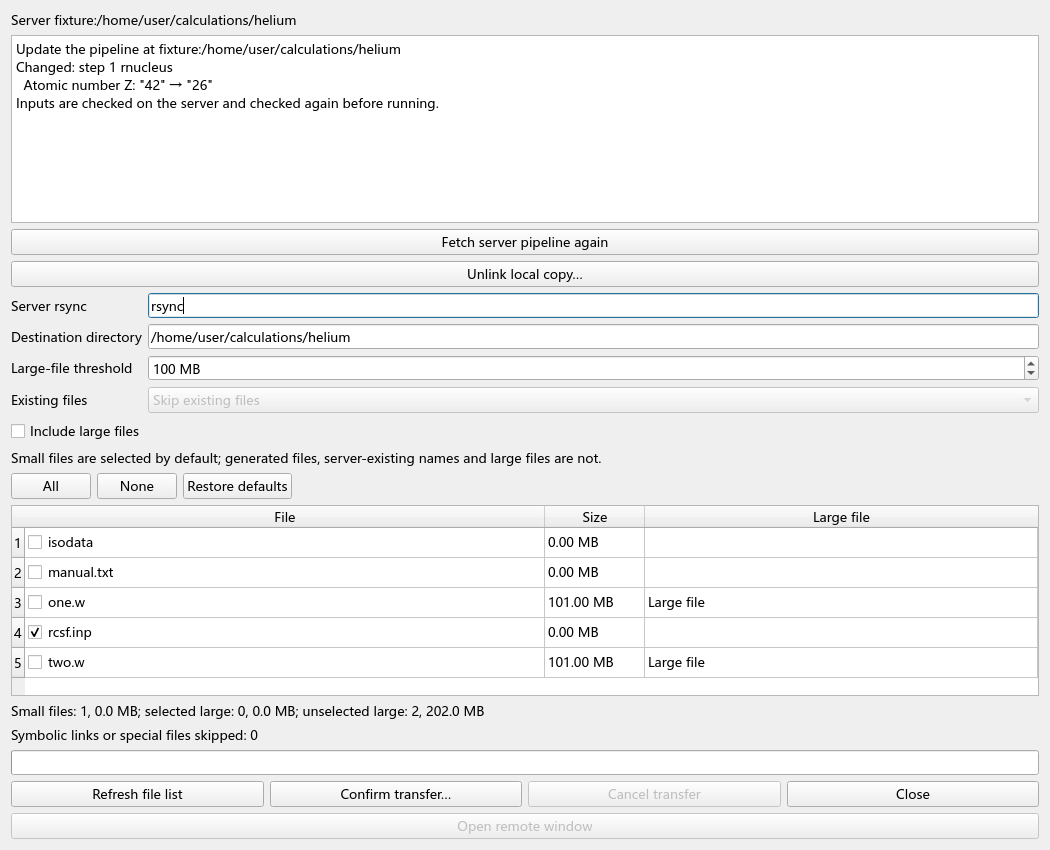 Server fixture:/home/user/calculations/helium
Update the pipeline at fixture:/home/user/calculations/helium
Changed: step 1 rnucleus
Atomic number Z: "42" → "26"
Inputs are checked on the server and checked again before running.
Fetch server pipeline again
Unlink local copy...
Server rsync rsync
Destination directory /home/user/calculations/helium
Large-file threshold 100 MB
Existing files Skip existing files
Include large files
Small files are selected by default; generated files, server-existing names and large files are not.
All None Restore defaults
File Size Large file
1 isodata 0.00 MB
2 manual.txt 0.00 MB
3 one.w 101.00 MB Large file
4 rcsf.inp 0.00 MB
5 two.w 101.00 MB Large file
Small files: 1, 0.0 MB; selected large: 0, 0.0 MB; unselected large: 2, 202.0 MB
Symbolic links or special files skipped: 0
Refresh file list Confirm transfer... Cancel transfer Close
Open remote window